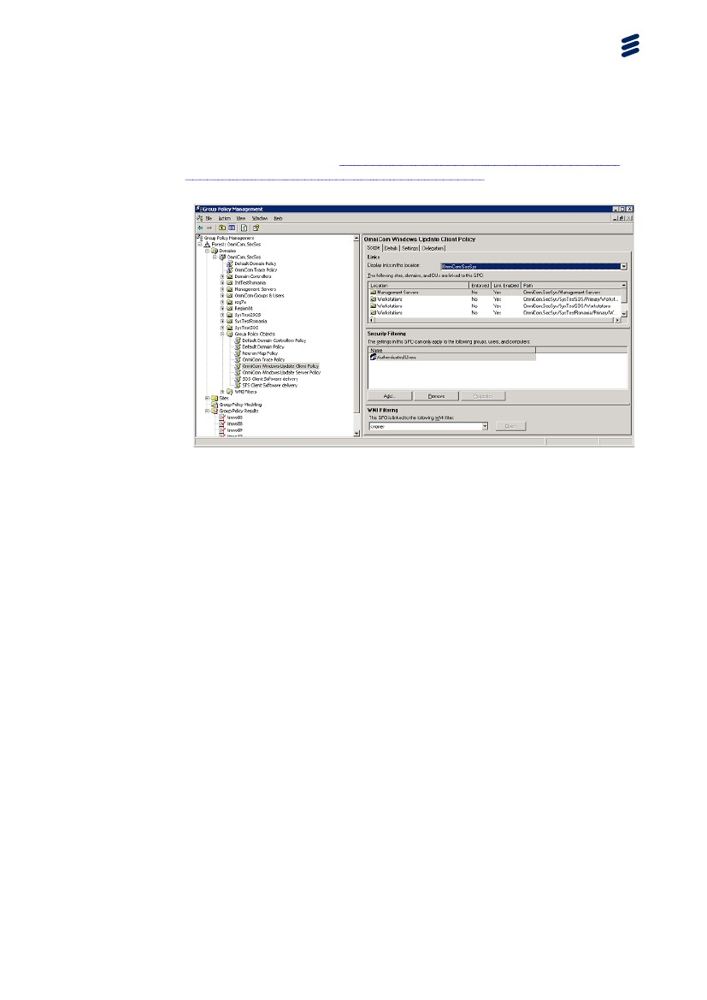 Group Policy Management
File Action View Window Help
Group Policy Management
Forest: OmniCom.SecSys
Domains
OmniCom.SecSys
Default Domain Policy
OmniCom Trace Policy
Domain Controllers
IntTestRomania
Management Servers
OmniCom Groups & Users
Region01
SysTest2SOS
SysTestRomania
SysTestSOS
Group Policy Objects
Default Domain Controllers Policy
Default Domain Policy
Map Policy
OmniCom Trace Policy
OmniCom Windows Update Client Policy
OmniCom Windows Update Server Policy
SOS Client Software delivery
STS Client Software delivery
WMI Filters
Sites
Group Policy Modeling
Group Policy Results
OmniCom Windows Update Client Policy
Scope Details Settings Delegation
Links
Display links in this location: OmniCom.SecSys
The following sites, domains, and OUs are linked to this GPO:
Location Enforced Link Enabled Path
Management Servers No Yes OmniCom.SecSys/Management Servers
Workstations No Yes OmniCom.SecSys/SysTestSOS/Primary/Workst...
Workstations No Yes OmniCom.SecSys/SysTestSOS/Workstations
Workstations No Yes OmniCom.SecSys/SysTestRomania/Primary/W...
Security Filtering
The settings in this GPO can only apply to the following groups, users, and computers:
Name
Authenticated Users
Add... Remove Properties
WMI Filtering
This GPO is linked to the following WMI filter:
<none> Open